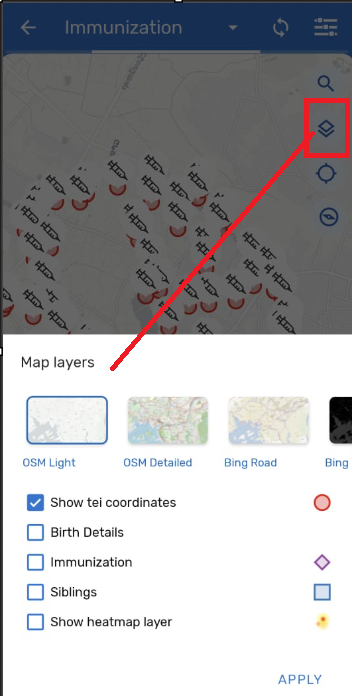 Immunization
Map layers
OSM Light
OSM Detailed
Bing Road
Bing
Show tei coordinates
Birth Details
Immunization
Siblings
Show heatmap layer
APPLY